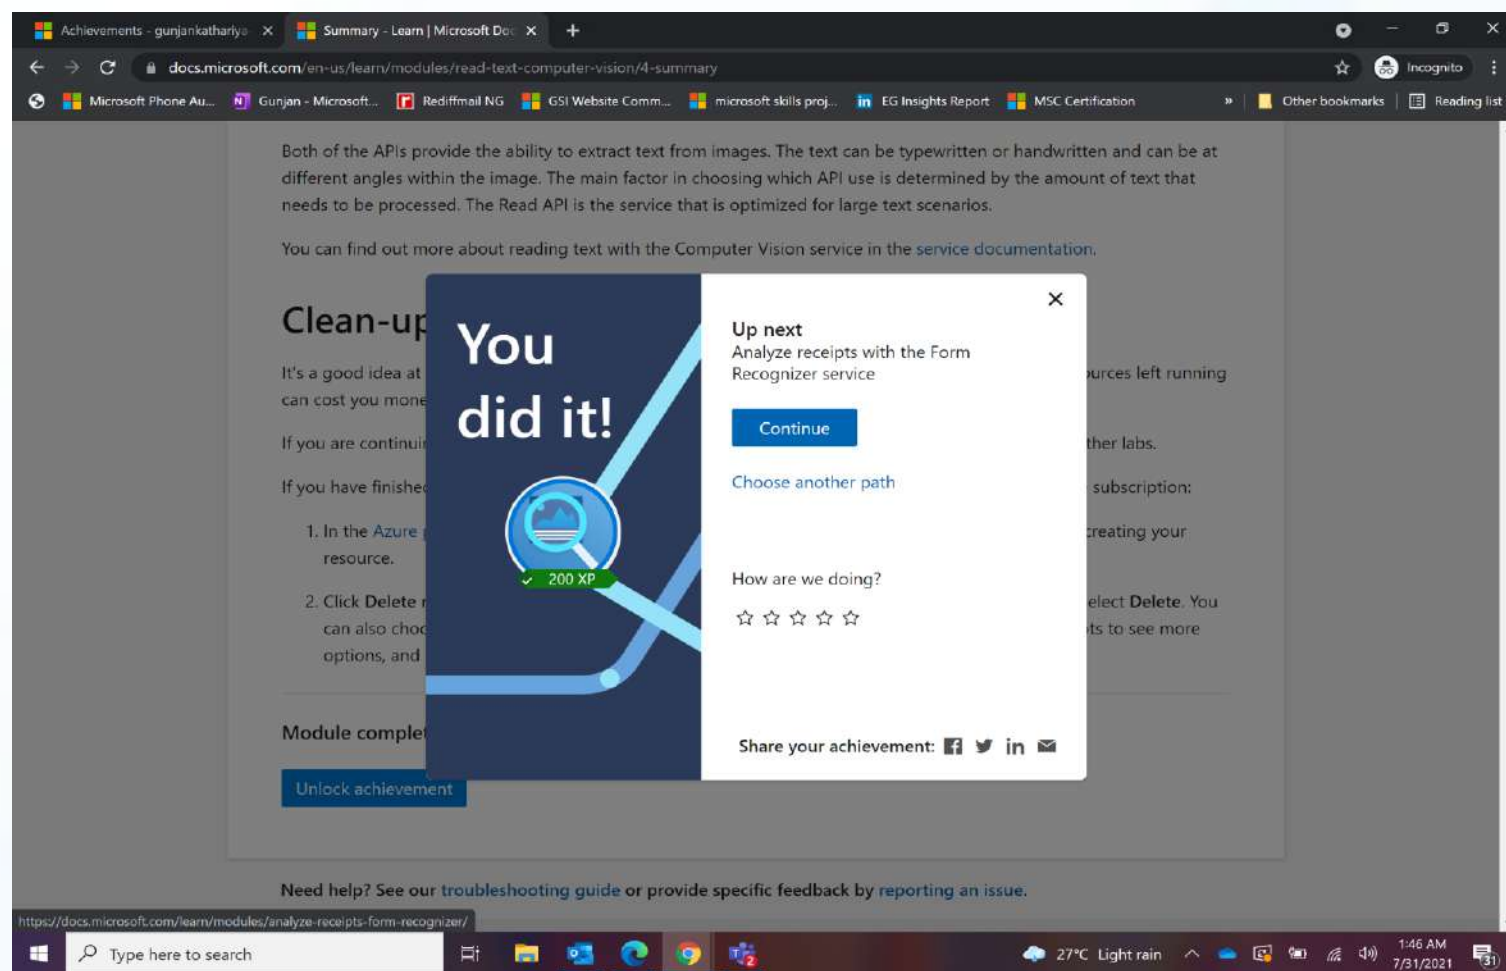 Achievements - gunjankathariya
Summary - Learn | Microsoft Doc
docs.microsoft.com/en-us/learn/modules/read-text-computer-vision/4-summary
Incognito
Microsoft Phone Au...
Gunjan - Microsoft...
Rediffmail NG
GSI Website Comm...
microsoft skills proj...
EG Insights Report
MSC Certification
»
Other bookmarks
Reading list
Both of the APIs provide the ability to extract text from images. The text can be typewritten or handwritten and can be at
different angles within the image. The main factor in choosing which API use is determined by the amount of text that
needs to be processed. The Read API is the service that is optimized for large text scenarios.
You can find out more about reading text with the Computer Vision service in the service documentation.
Clean-up
It's a good idea at
urces left running
can cost you mone
If you are continui
ther labs.
If you have finished
subscription:
1. In the Azure
creating your
resource.
2. Click Delete r
elect Delete. You
can also choo
ts to see more
options, and
Module complet
Unlock achievement
You
did it!
200 XP
Up next
Analyze receipts with the Form
Recognizer service
Continue
Choose another path
How are we doing?
Share your achievement:
Need help? See our troubleshooting guide or provide specific feedback by reporting an issue.
https://docs.microsoft.com/learn/modules/analyze-receipts-form-recognizer/
Type here to search
27°C Light rain
1:46 AM
7/31/2021
31